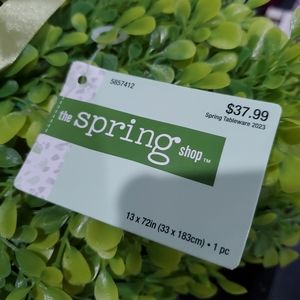 5857412
$37.99
Spring Tableware 2023
the spring shop™
13 x 72in (33 x 183cm) • 1 pc